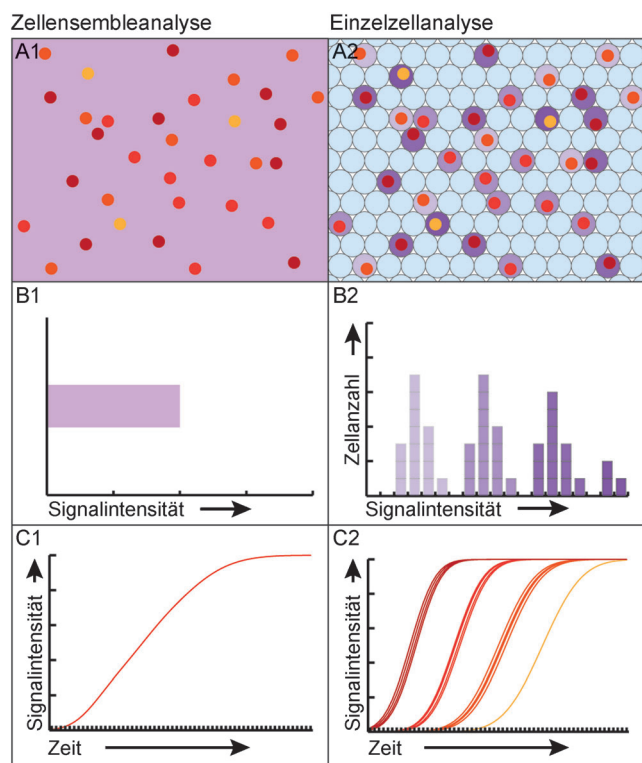 Zellensembleanalyse
Einzelzellanalyse
A1
A2
B1
Signalintensität
B2
Zellanzahl
Signalintensität
C1
Signalintensität
Zeit
C2
Signalintensität
Zeit